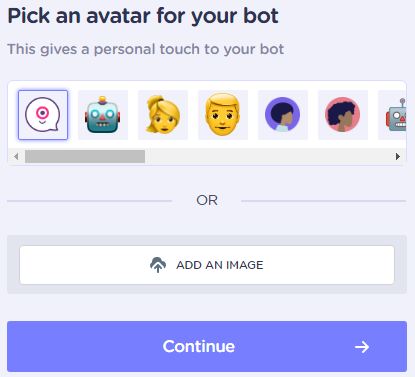 Pick an avatar for your bot
This gives a personal touch to your bot
OR
ADD AN IMAGE
Continue